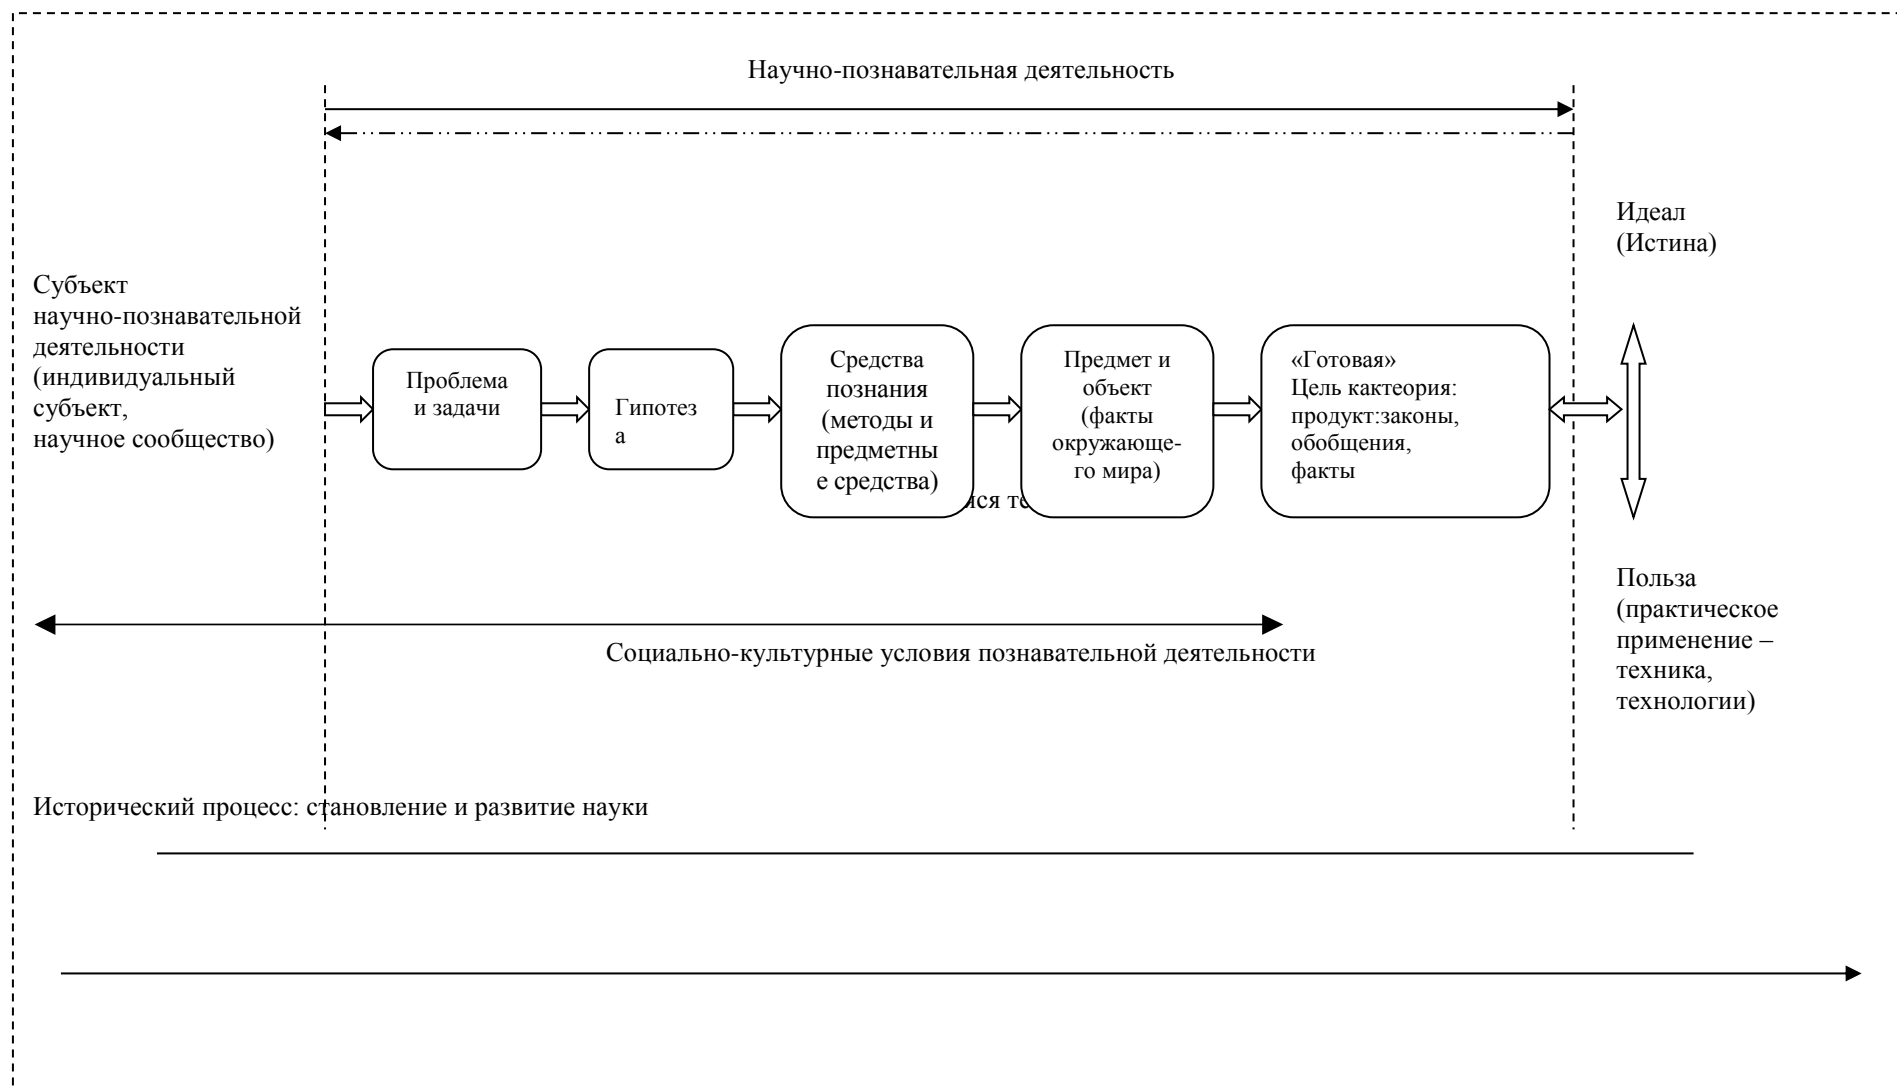 Научно-познавательная деятельность
Идеал
(Истина)
Субъект
научно-познавательной
деятельности
(индивидуальный
субъект,
научное сообщество)
Проблема
и задачи
Гипотез
а
Средства
познания
(методы и
предметны
е средства)
Предмет и
объект
(факты
окружающе-
го мира)
«Готовая»
Цель кактеория:
продукт:законы,
обобщения,
факты
Польза
(практическое
применение –
техника,
технологии)
Социально-культурные условия познавательной деятельности
Исторический процесс: становление и развитие науки